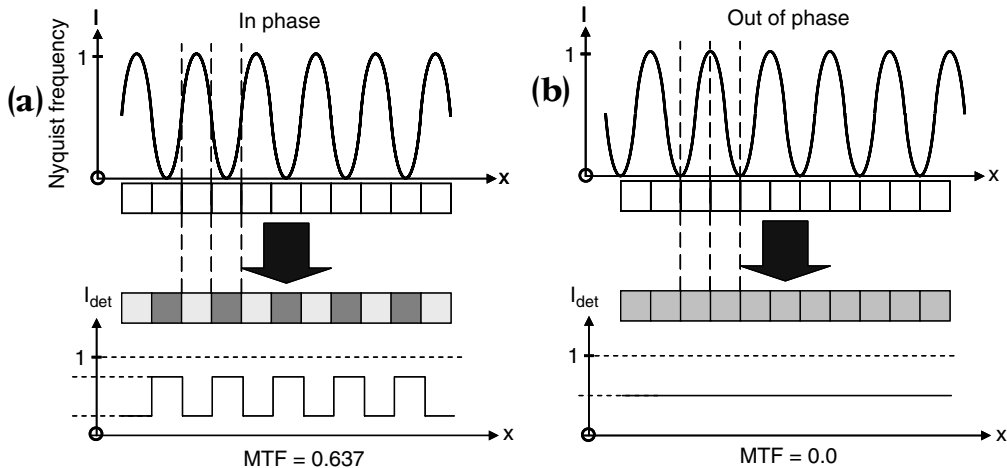 I
In phase
1
(a)
Nyquist frequency
x
I_det
1
x
MTF = 0.637
I
Out of phase
1
(b)
x
I_det
1
x
MTF = 0.0